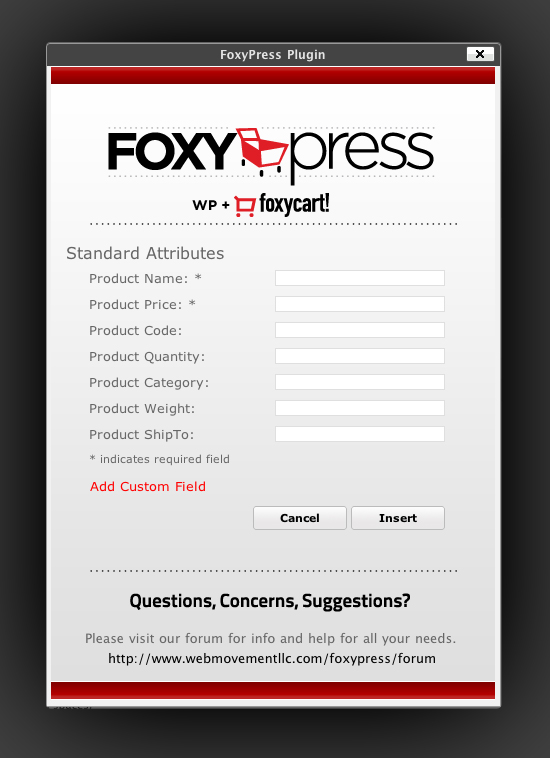 FoxyPress Plugin
FOXY press
WP + foxycart!
Standard Attributes
Product Name: *
Product Price: *
Product Code:
Product Quantity:
Product Category:
Product Weight:
Product ShipTo:
* indicates required field
Add Custom Field
Cancel Insert
Questions, Concerns, Suggestions?
Please visit our forum for info and help for all your needs.
http://www.webmovementllc.com/foxypress/forum